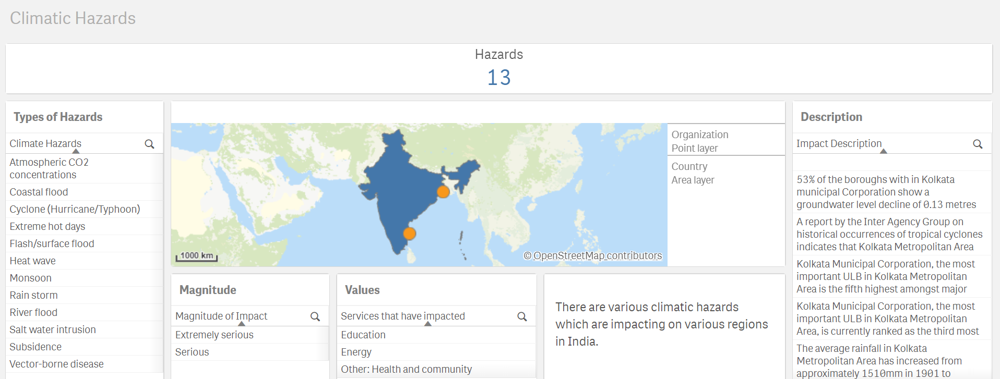 Climatic Hazards
Hazards
13
Types of Hazards
Climate Hazards
Atmospheric CO2
concentrations
Coastal flood
Cyclone (Hurricane/Typhoon)
Extreme hot days
Flash/surface flood
Heat wave
Monsoon
Rain storm
River flood
Salt water intrusion
Subsidence
Vector-borne disease
1000 km
© OpenStreetMap contributors
Organization
Point layer
Country
Area layer
Magnitude
Magnitude of Impact
Extremely serious
Serious
Values
Services that have impacted
Education
Energy
Other: Health and community
There are various climatic hazards
which are impacting on various regions
in India.
Description
Impact Description
53% of the boroughs with in Kolkata
municipal Corporation show a
groundwater level decline of 0.13 metres
A report by the Inter Agency Group on
historical occurrences of tropical cyclones
indicates that Kolkata Metropolitan Area
Kolkata Municipal Corporation, the most
important ULB in Kolkata Metropolitan
Area is the fifth highest amongst major
Kolkata Municipal Corporation, the most
important ULB in Kolkata Metropolitan
Area, is currently ranked as the third most
The average rainfall in Kolkata
Metropolitan Area has increased from
approximately 1510mm in 1901 to